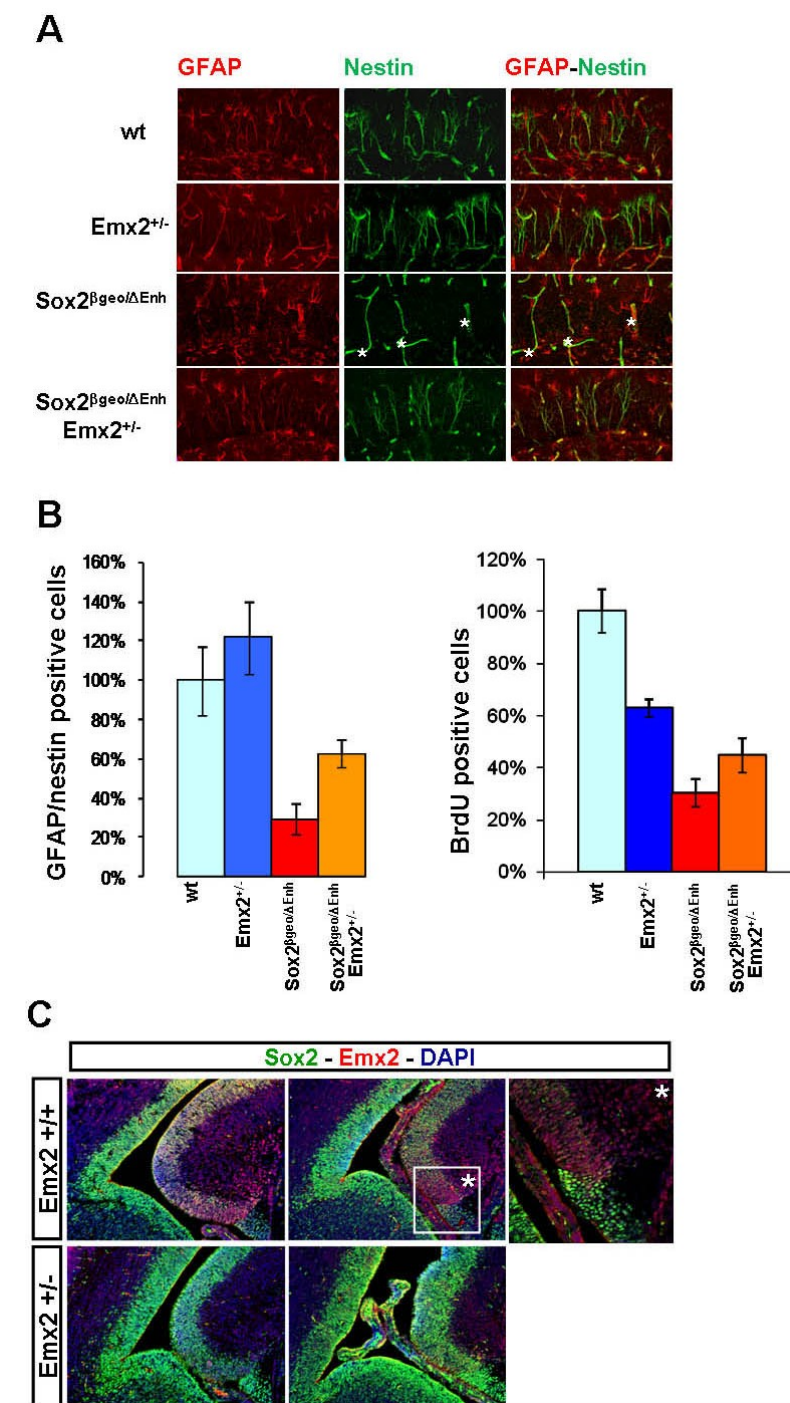 A
GFAP Nestin GFAP-Nestin
wt
Emx2+/-
Sox2βgeo/ΔEnh
* * *
* * *
Sox2βgeo/ΔEnh
Emx2+/-
B
GFAP/nestin positive cells
160%
140%
120%
100%
80%
60%
40%
20%
0%
wt
Emx2+/-
Sox2βgeo/ΔEnh
Sox2βgeo/ΔEnh
Emx2+/-
BrdU positive cells
120%
100%
80%
60%
40%
20%
0%
wt
Emx2+/-
Sox2βgeo/ΔEnh
Sox2βgeo/ΔEnh
Emx2+/-
C
Sox2 - Emx2 - DAPI
Emx2 +/+
*
*
Emx2 +/-